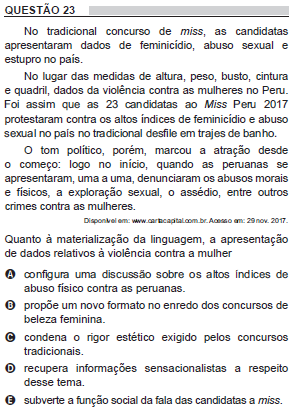 QUESTÃO 23
No tradicional concurso de miss, as candidatas
apresentaram dados de feminicídio, abuso sexual e
estupro no país.
No lugar das medidas de altura, peso, busto, cintura
e quadril, dados da violência contra as mulheres no Peru.
Foi assim que as 23 candidatas ao Miss Peru 2017
protestaram contra os altos índices de feminicídio e abuso
sexual no país no tradicional desfile em trajes de banho.
O tom político, porém, marcou a atração desde
o começo: logo no início, quando as peruanas se
apresentaram, uma a uma, denunciaram os abusos morais
e físicos, a exploração sexual, o assédio, entre outros
crimes contra as mulheres.
Disponível em: www.cartacapital.com.br. Acesso em: 29 nov. 2017.
Quanto à materialização da linguagem, a apresentação
de dados relativos à violência contra a mulher
A configura uma discussão sobre os altos índices de
abuso físico contra as peruanas.
B propõe um novo formato no enredo dos concursos de
beleza feminina.
C condena o rigor estético exigido pelos concursos
tradicionais.
D recupera informações sensacionalistas a respeito
desse tema.
E subverte a função social da fala das candidatas a miss.